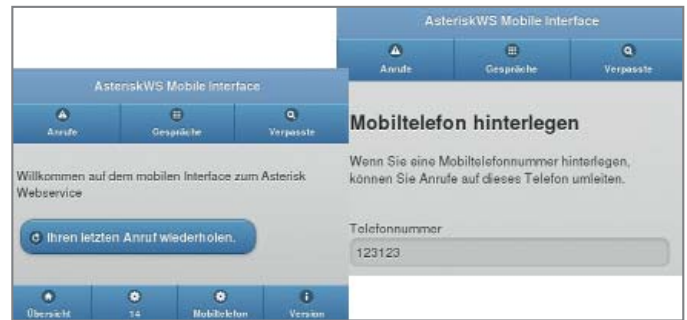 AsteriskWS Mobile Interface
Anrufe Gespräche Verpasste
Willkommen auf dem mobilen Interface zum Asterisk
Webservice
Ihren letzten Anruf wiederholen.
Übersicht 14 Mobiltelefon Version
AsteriskWS Mobile Interface
Anrufe Gespräche Verpasste
Mobiltelefon hinterlegen
Wenn Sie eine Mobiltelefonnummer hinterlegen,
können Sie Anrufe auf dieses Telefon umleiten.
Telefonnummer
123123